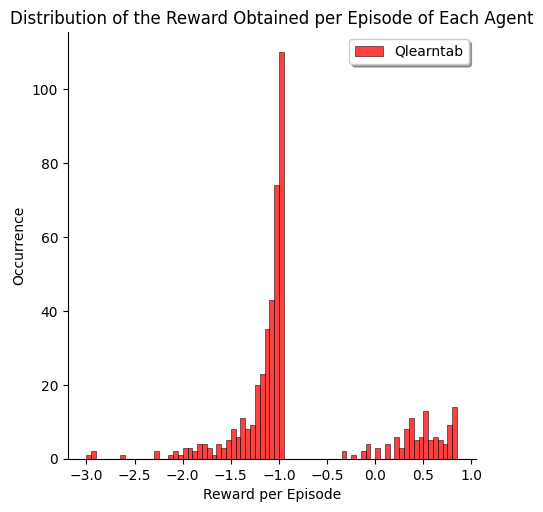 Distribution of the Reward Obtained per Episode of Each Agent
Qlearntab
100
80
60
40
20
0
Occurrence
−3.0 −2.5 −2.0 −1.5 −1.0 −0.5 0.0 0.5 1.0
Reward per Episode